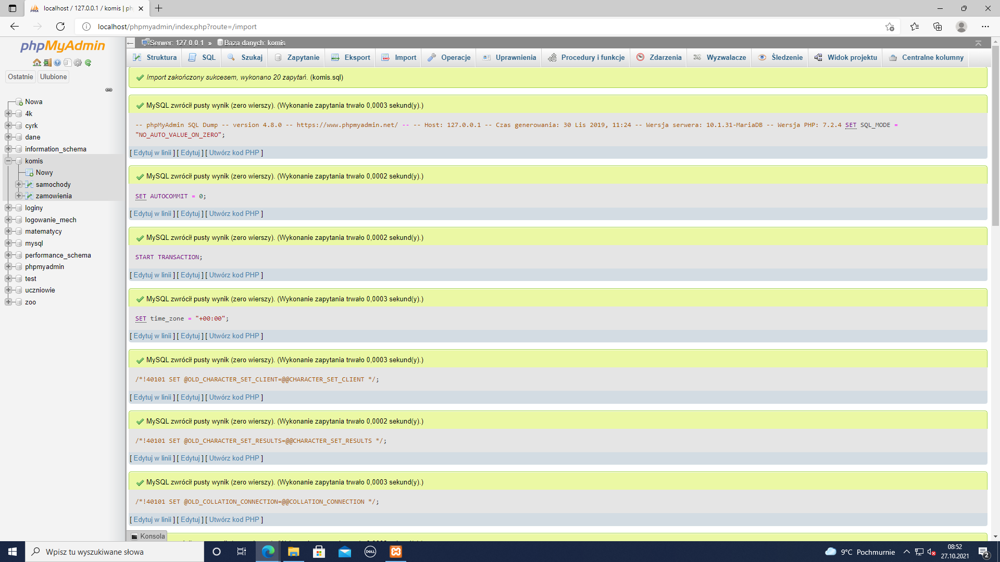 localhost / 127.0.0.1 / komis | ph
localhost/phpmyadmin/index.php?route=/import
phpMyAdmin
Ostatnie
Ulubione
Nowa
4k
cyrk
dane
information_schema
komis
Nowy
samochody
zamowienia
loginy
logowanie_mech
matematycy
mysql
performance_schema
phpmyadmin
test
uczniowie
zoo
Serwer: 127.0.0.1 » Baza danych: komis
Struktura SQL Szukaj Zapytanie Eksport Import Operacje Uprawnienia Procedury i funkcje Zdarzenia Wyzwalacze Śledzenie Widok projektu Centralne kolumny
Import zakończony sukcesem, wykonano 20 zapytań. (komis.sql)
MySQL zwrócił pusty wynik (zero wierszy). (Wykonanie zapytania trwało 0,0003 sekund(y).)
-- phpMyAdmin SQL Dump -- version 4.8.0 -- https://www.phpmyadmin.net/ -- -- Host: 127.0.0.1 -- Czas generowania: 30 Lis 2019, 11:24 -- Wersja serwera: 10.1.31-MariaDB -- Wersja PHP: 7.2.4 SET SQL_MODE =
"NO_AUTO_VALUE_ON_ZERO";
[ Edytuj w linii ] [ Edytuj ] [ Utwórz kod PHP ]
MySQL zwrócił pusty wynik (zero wierszy). (Wykonanie zapytania trwało 0,0002 sekund(y).)
SET AUTOCOMMIT = 0;
[ Edytuj w linii ] [ Edytuj ] [ Utwórz kod PHP ]
MySQL zwrócił pusty wynik (zero wierszy). (Wykonanie zapytania trwało 0,0002 sekund(y).)
START TRANSACTION;
[ Edytuj w linii ] [ Edytuj ] [ Utwórz kod PHP ]
MySQL zwrócił pusty wynik (zero wierszy). (Wykonanie zapytania trwało 0,0003 sekund(y).)
SET time_zone = "+00:00";
[ Edytuj w linii ] [ Edytuj ] [ Utwórz kod PHP ]
MySQL zwrócił pusty wynik (zero wierszy). (Wykonanie zapytania trwało 0,0003 sekund(y).)
/*!40101 SET @OLD_CHARACTER_SET_CLIENT=@@CHARACTER_SET_CLIENT */;
[ Edytuj w linii ] [ Edytuj ] [ Utwórz kod PHP ]
MySQL zwrócił pusty wynik (zero wierszy). (Wykonanie zapytania trwało 0,0002 sekund(y).)
/*!40101 SET @OLD_CHARACTER_SET_RESULTS=@@CHARACTER_SET_RESULTS */;
[ Edytuj w linii ] [ Edytuj ] [ Utwórz kod PHP ]
MySQL zwrócił pusty wynik (zero wierszy). (Wykonanie zapytania trwało 0,0003 sekund(y).)
/*!40101 SET @OLD_COLLATION_CONNECTION=@@COLLATION_CONNECTION */;
[ Edytuj w linii ] [ Edytuj ] [ Utwórz kod PHP ]
Konsola
Wpisz tu wyszukiwane słowa
DELL
9°C Pochmurnie
08:52
27.10.2021
2